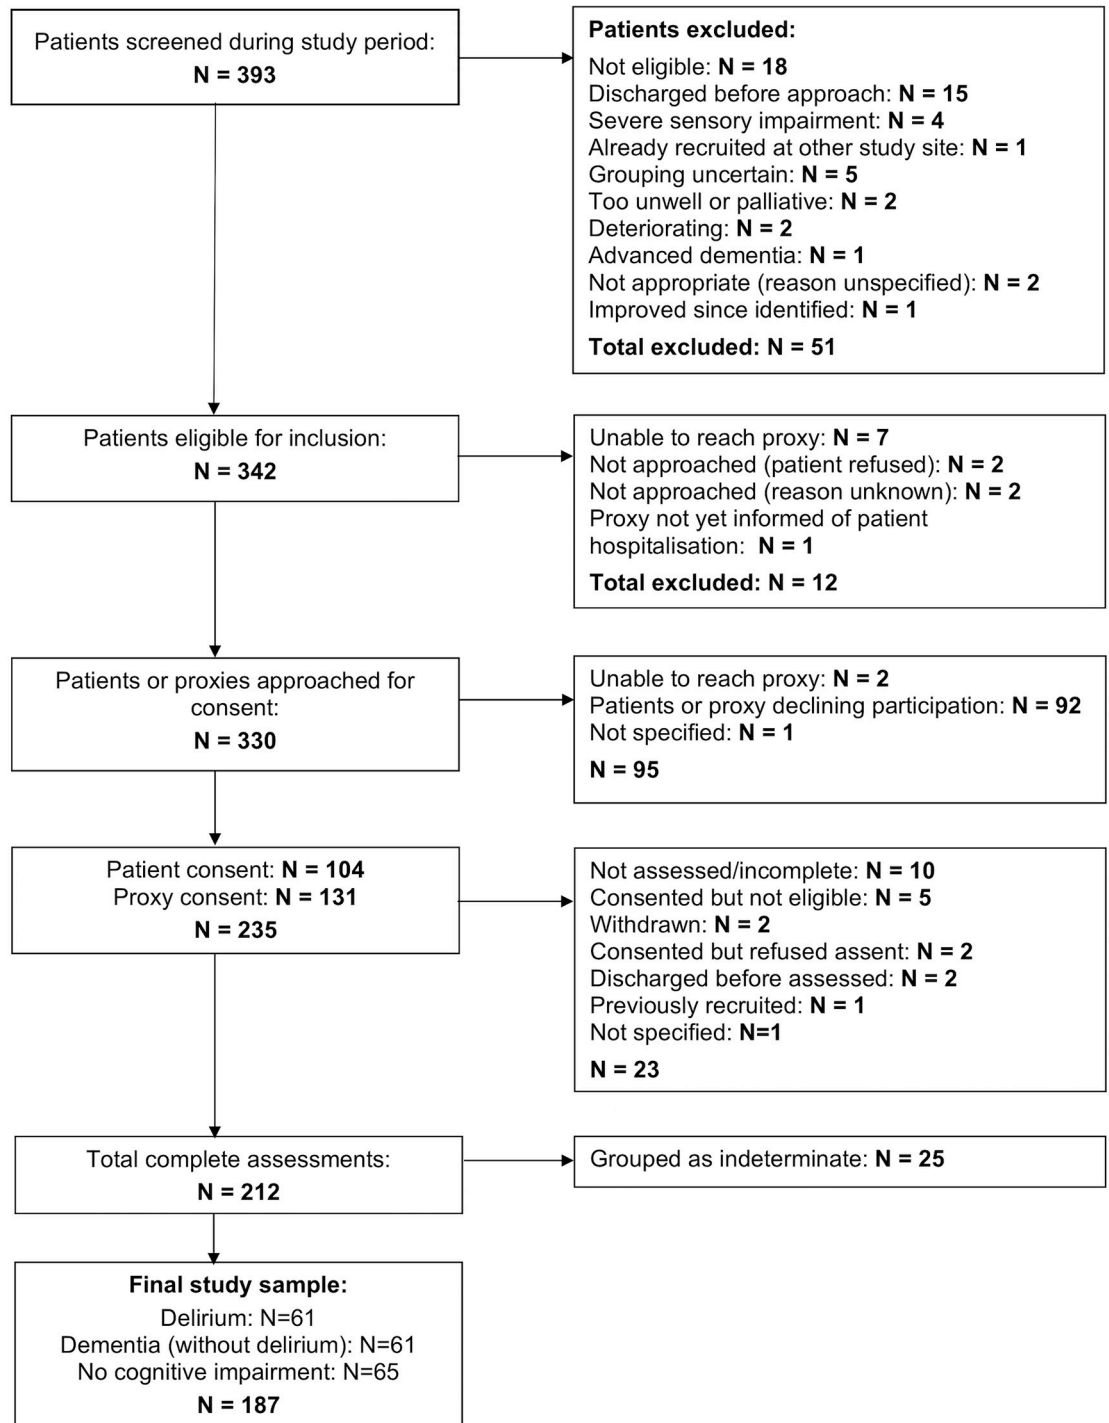 Patients screened during study period:
N = 393
Patients excluded:
Not eligible: N = 18
Discharged before approach: N = 15
Severe sensory impairment: N = 4
Already recruited at other study site: N = 1
Grouping uncertain: N = 5
Too unwell or palliative: N = 2
Deteriorating: N = 2
Advanced dementia: N = 1
Not appropriate (reason unspecified): N = 2
Improved since identified: N = 1
Total excluded: N = 51
Patients eligible for inclusion:
N = 342
Unable to reach proxy: N = 7
Not approached (patient refused): N = 2
Not approached (reason unknown): N = 2
Proxy not yet informed of patient
hospitalisation: N = 1
Total excluded: N = 12
Patients or proxies approached for
consent:
N = 330
Unable to reach proxy: N = 2
Patients or proxy declining participation: N = 92
Not specified: N = 1
N = 95
Patient consent: N = 104
Proxy consent: N = 131
N = 235
Not assessed/incomplete: N = 10
Consented but not eligible: N = 5
Withdrawn: N = 2
Consented but refused assent: N = 2
Discharged before assessed: N = 2
Previously recruited: N = 1
Not specified: N=1
N = 23
Total complete assessments:
N = 212
Grouped as indeterminate: N = 25
Final study sample:
Delirium: N=61
Dementia (without delirium): N=61
No cognitive impairment: N=65
N = 187